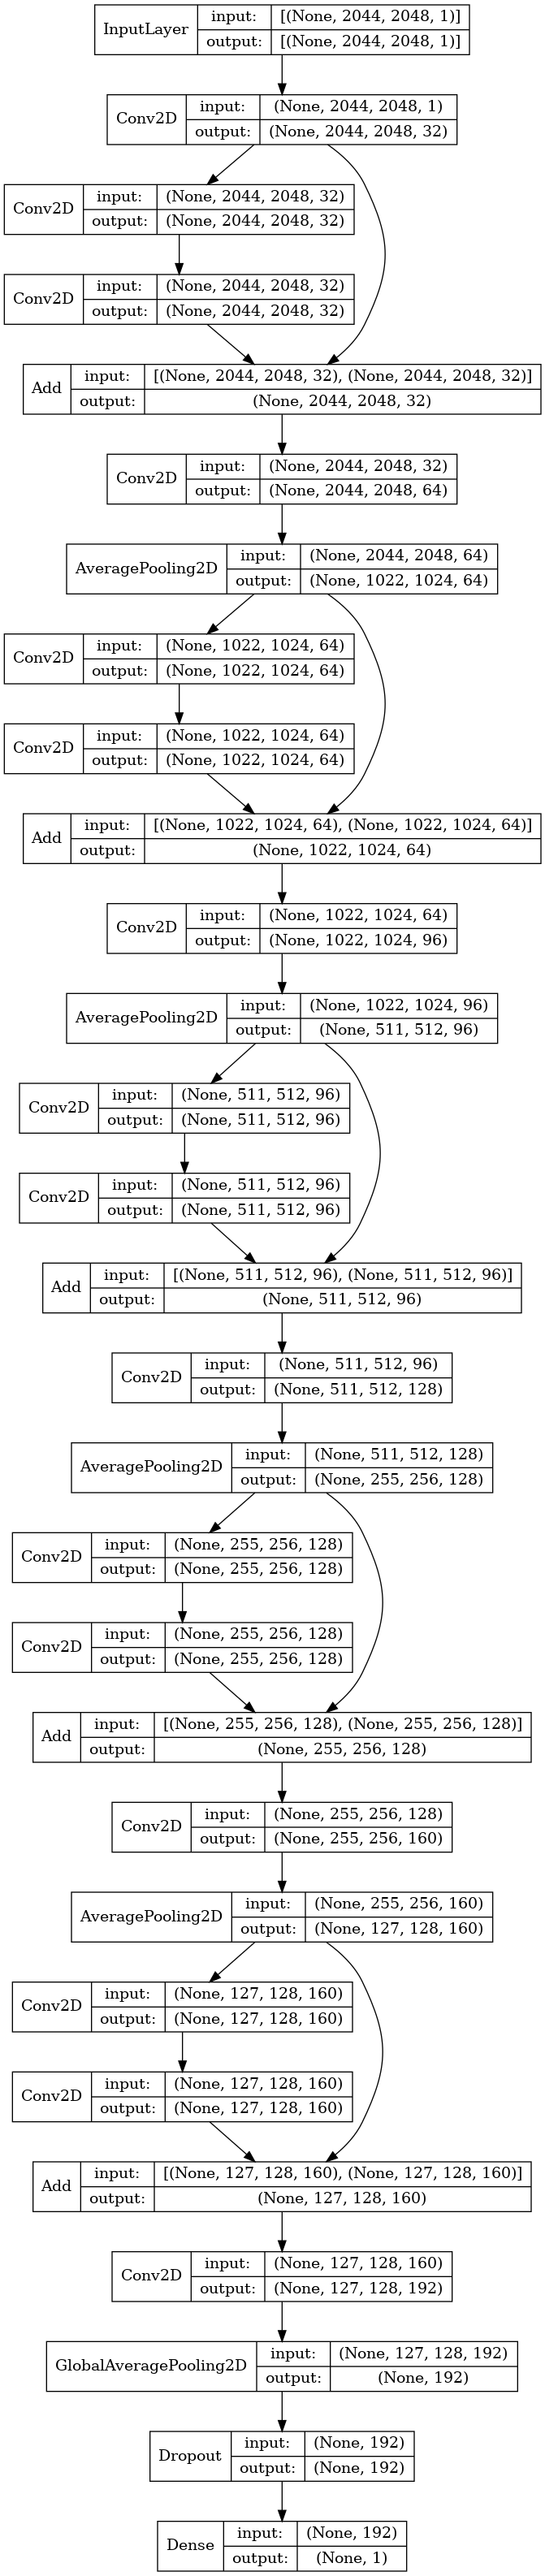 InputLayer
input: [(None, 2044, 2048, 1)]
output: [(None, 2044, 2048, 1)]
Conv2D
input: (None, 2044, 2048, 1)
output: (None, 2044, 2048, 32)
Conv2D
input: (None, 2044, 2048, 32)
output: (None, 2044, 2048, 32)
Conv2D
input: (None, 2044, 2048, 32)
output: (None, 2044, 2048, 32)
Add
input: [(None, 2044, 2048, 32), (None, 2044, 2048, 32)]
output: (None, 2044, 2048, 32)
Conv2D
input: (None, 2044, 2048, 32)
output: (None, 2044, 2048, 64)
AveragePooling2D
input: (None, 2044, 2048, 64)
output: (None, 1022, 1024, 64)
Conv2D
input: (None, 1022, 1024, 64)
output: (None, 1022, 1024, 64)
Conv2D
input: (None, 1022, 1024, 64)
output: (None, 1022, 1024, 64)
Add
input: [(None, 1022, 1024, 64), (None, 1022, 1024, 64)]
output: (None, 1022, 1024, 64)
Conv2D
input: (None, 1022, 1024, 64)
output: (None, 1022, 1024, 96)
AveragePooling2D
input: (None, 1022, 1024, 96)
output: (None, 511, 512, 96)
Conv2D
input: (None, 511, 512, 96)
output: (None, 511, 512, 96)
Conv2D
input: (None, 511, 512, 96)
output: (None, 511, 512, 96)
Add
input: [(None, 511, 512, 96), (None, 511, 512, 96)]
output: (None, 511, 512, 96)
Conv2D
input: (None, 511, 512, 96)
output: (None, 511, 512, 128)
AveragePooling2D
input: (None, 511, 512, 128)
output: (None, 255, 256, 128)
Conv2D
input: (None, 255, 256, 128)
output: (None, 255, 256, 128)
Conv2D
input: (None, 255, 256, 128)
output: (None, 255, 256, 128)
Add
input: [(None, 255, 256, 128), (None, 255, 256, 128)]
output: (None, 255, 256, 128)
Conv2D
input: (None, 255, 256, 128)
output: (None, 255, 256, 160)
AveragePooling2D
input: (None, 255, 256, 160)
output: (None, 127, 128, 160)
Conv2D
input: (None, 127, 128, 160)
output: (None, 127, 128, 160)
Conv2D
input: (None, 127, 128, 160)
output: (None, 127, 128, 160)
Add
input: [(None, 127, 128, 160), (None, 127, 128, 160)]
output: (None, 127, 128, 160)
Conv2D
input: (None, 127, 128, 160)
output: (None, 127, 128, 192)
GlobalAveragePooling2D
input: (None, 127, 128, 192)
output: (None, 192)
Dropout
input: (None, 192)
output: (None, 192)
Dense
input: (None, 192)
output: (None, 1)